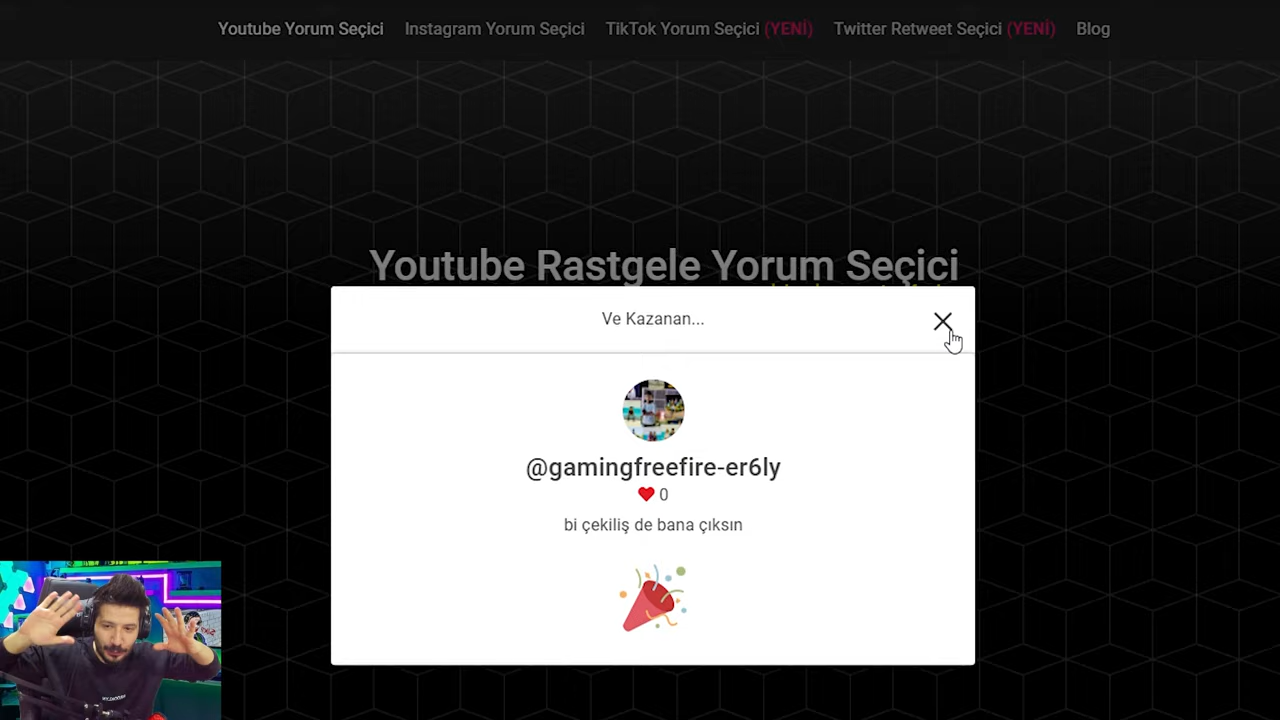 Youtube Yorum Seçici Instagram Yorum Seçici TikTok Yorum Seçici (YENİ) Twitter Retweet Seçici (YENİ) Blog
Youtube Rastgele Yorum Seçici
Ve Kazanan...
@gamingfreefire-er6ly
0
bi çekiliş de bana çıksın